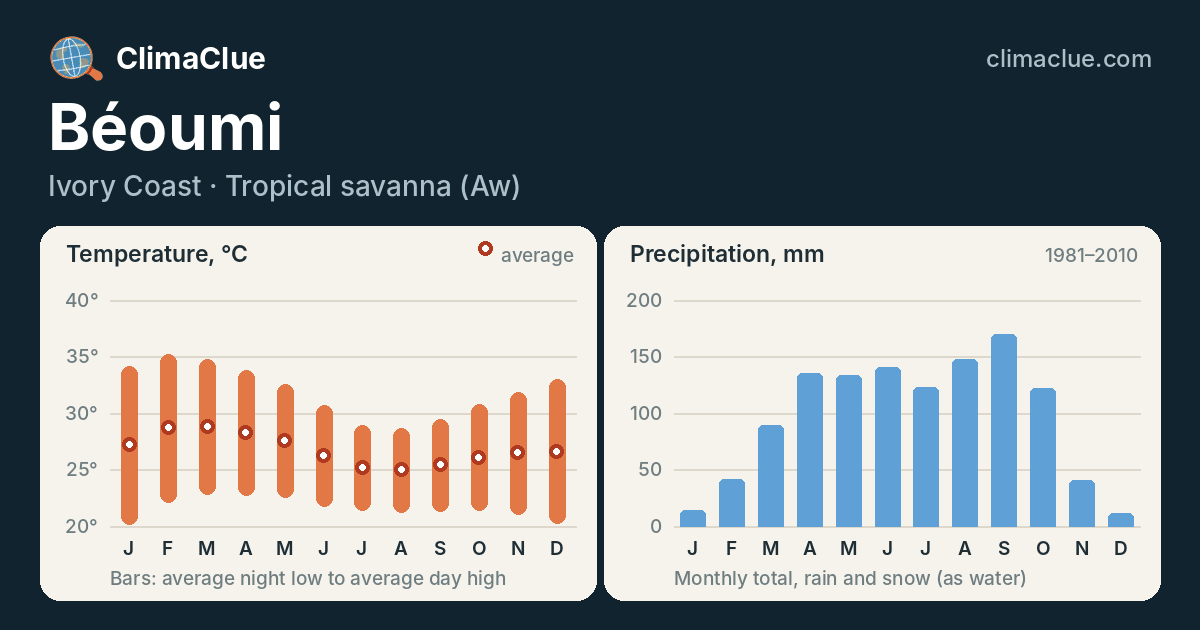 ClimaClue
climaclue.com
Béoumi
Ivory Coast · Tropical savanna (Aw)
Temperature, °C
average
40°
35°
30°
25°
20°
J F M A M J J A S O N D
Bars: average night low to average day high
Precipitation, mm
1981–2010
200
150
100
50
0
J F M A M J J A S O N D
Monthly total, rain and snow (as water)